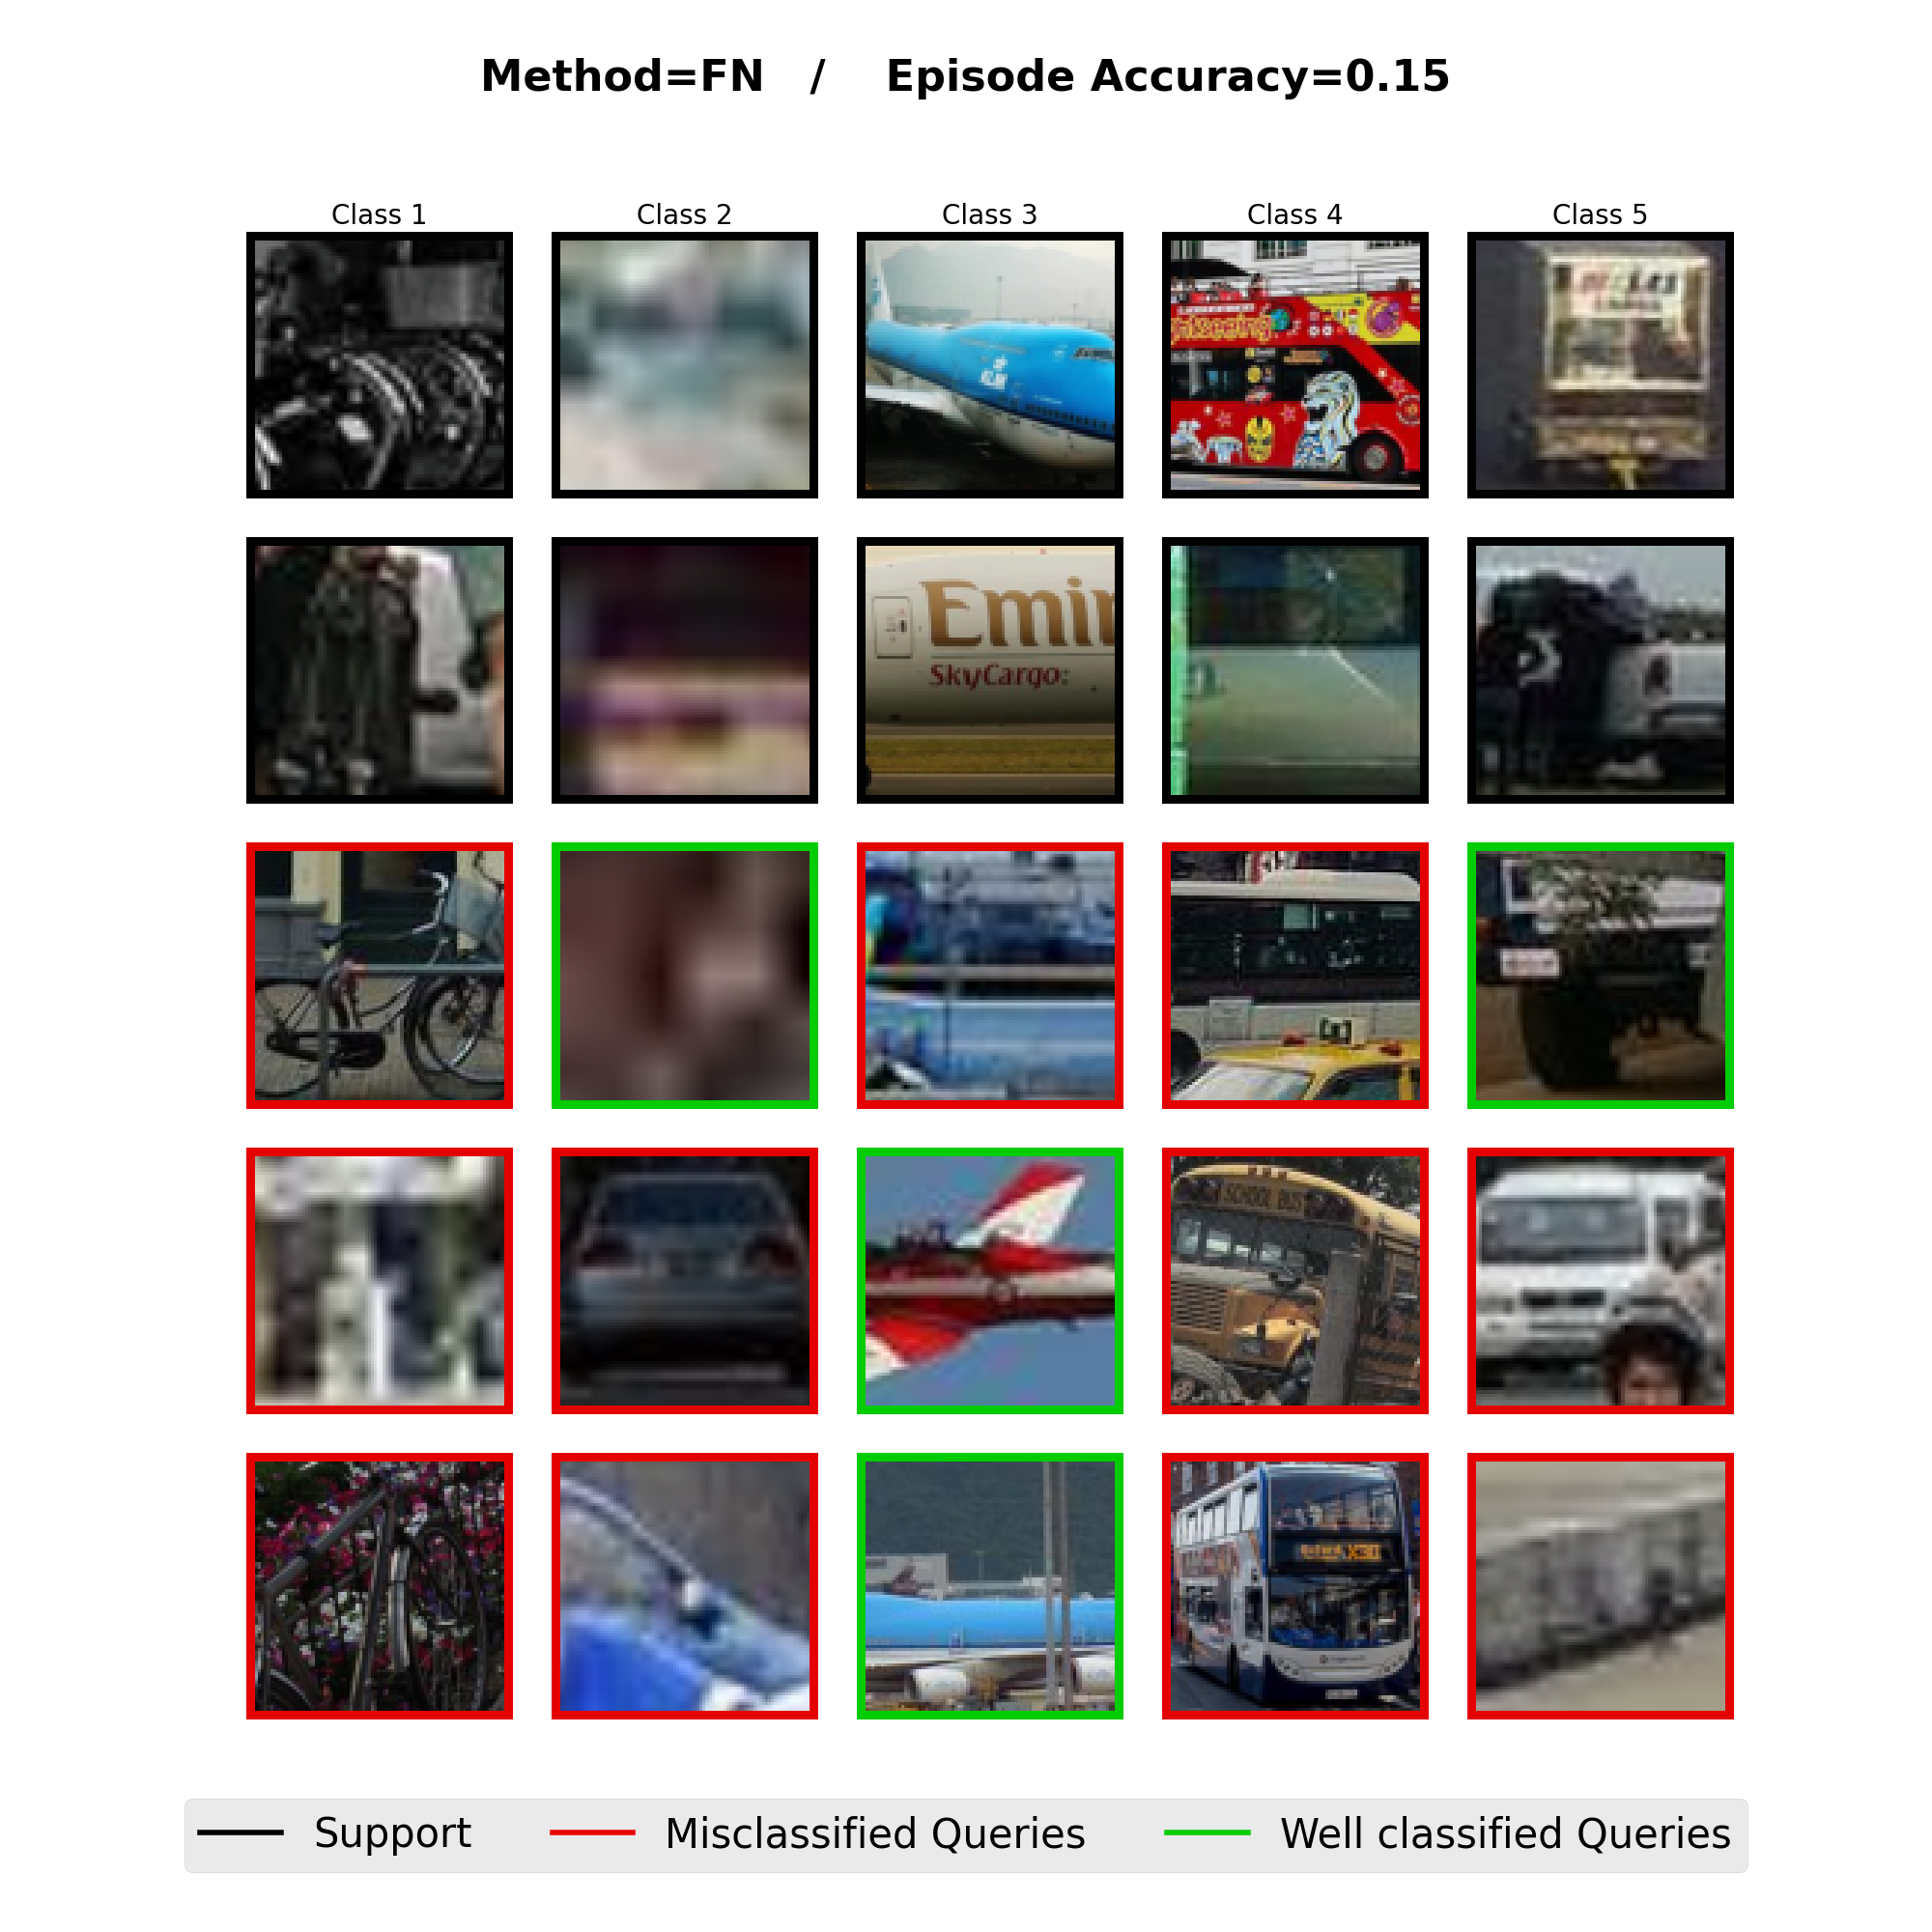 Method=FN / Episode Accuracy=0.15
Class 1 Class 2 Class 3 Class 4 Class 5
KLM
Emir
SkyCargo:
SCHOOL BUS
Support Misclassified Queries Well classified Queries